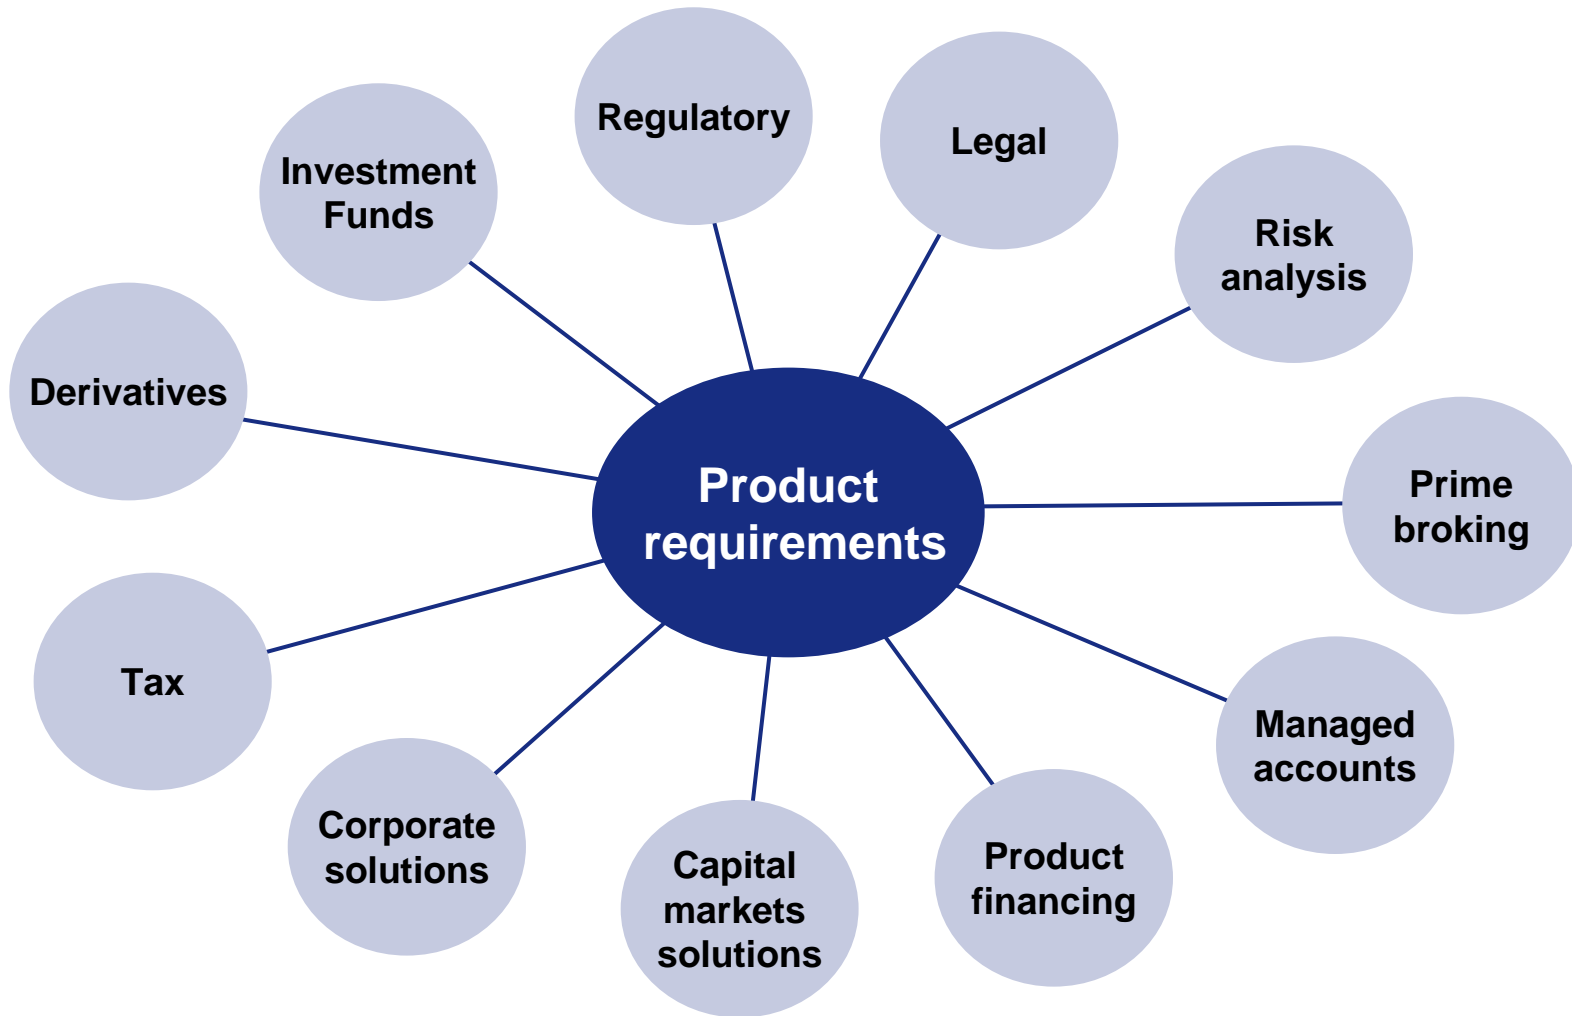 Regulatory
Legal
Investment
Funds
Risk
analysis
Derivatives
Product
requirements
Prime
broking
Tax
Managed
accounts
Corporate
solutions
Capital
markets
solutions
Product
financing